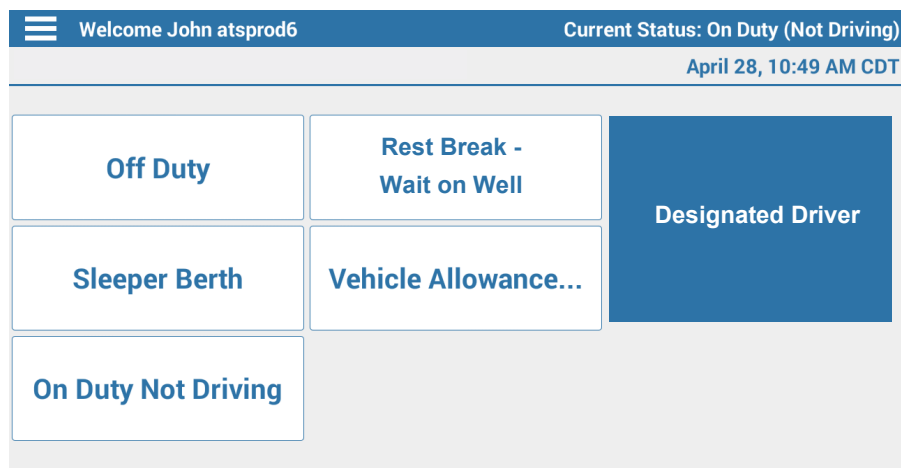 Welcome John atsprod6
Current Status: On Duty (Not Driving)
April 28, 10:49 AM CDT
Off Duty
Rest Break -
Wait on Well
Designated Driver
Sleeper Berth
Vehicle Allowance...
On Duty Not Driving